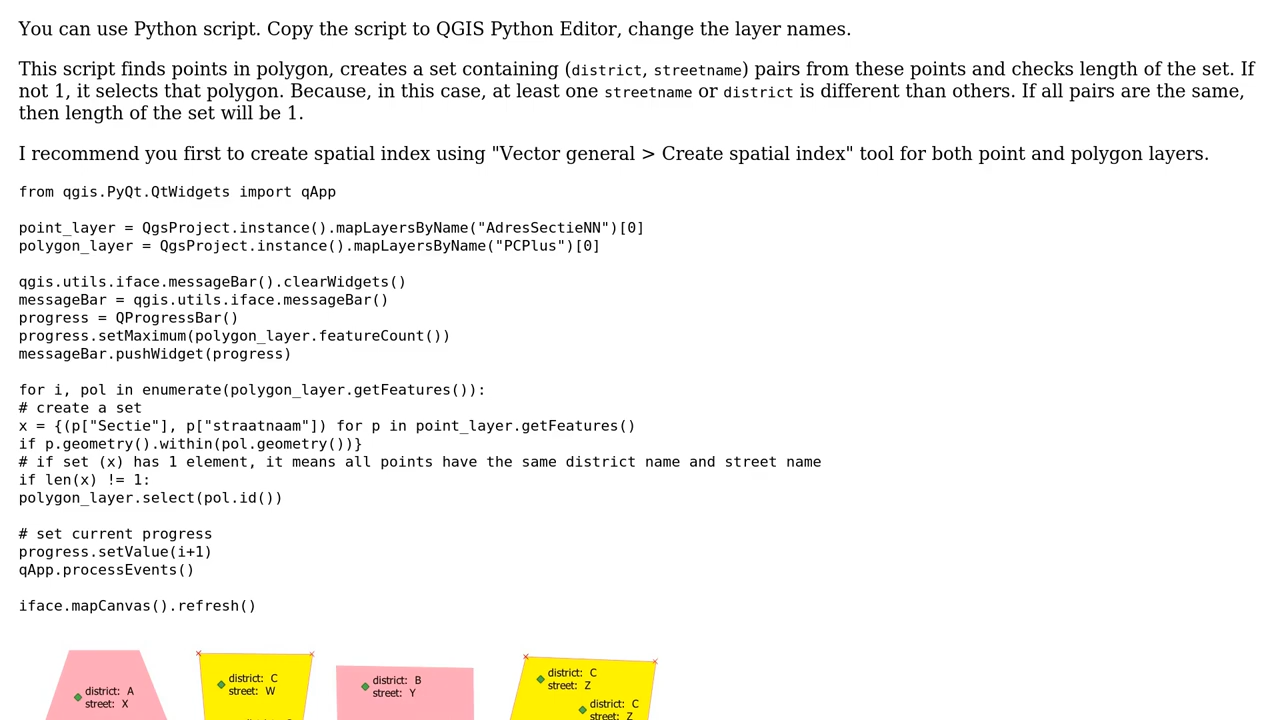 You can use Python script. Copy the script to QGIS Python Editor, change the layer names.
This script finds points in polygon, creates a set containing (district, streetname) pairs from these points and checks length of the set. If
not 1, it selects that polygon. Because, in this case, at least one streetname or district is different than others. If all pairs are the same,
then length of the set will be 1.
I recommend you first to create spatial index using "Vector general > Create spatial index" tool for both point and polygon layers.
from qgis.PyQt.QtWidgets import qApp
point_layer = QgsProject.instance().mapLayersByName("AdresSectieNN")[0]
polygon_layer = QgsProject.instance().mapLayersByName("PCPlus")[0]
qgis.utils.iface.messageBar().clearWidgets()
messageBar = qgis.utils.iface.messageBar()
progress = QProgressBar()
progress.setMaximum(polygon_layer.featureCount())
messageBar.pushWidget(progress)
for i, pol in enumerate(polygon_layer.getFeatures()):
# create a set
x = {(p["Sectie"], p["straatnaam"]) for p in point_layer.getFeatures()
if p.geometry().within(pol.geometry())}
# if set (x) has 1 element, it means all points have the same district name and street name
if len(x) != 1:
polygon_layer.select(pol.id())
# set current progress
progress.setValue(i+1)
qApp.processEvents()
iface.mapCanvas().refresh()
district: A
street: X
district: C
street: W
district: B
street: Y
district: C
street: Z
district: C
street: Z